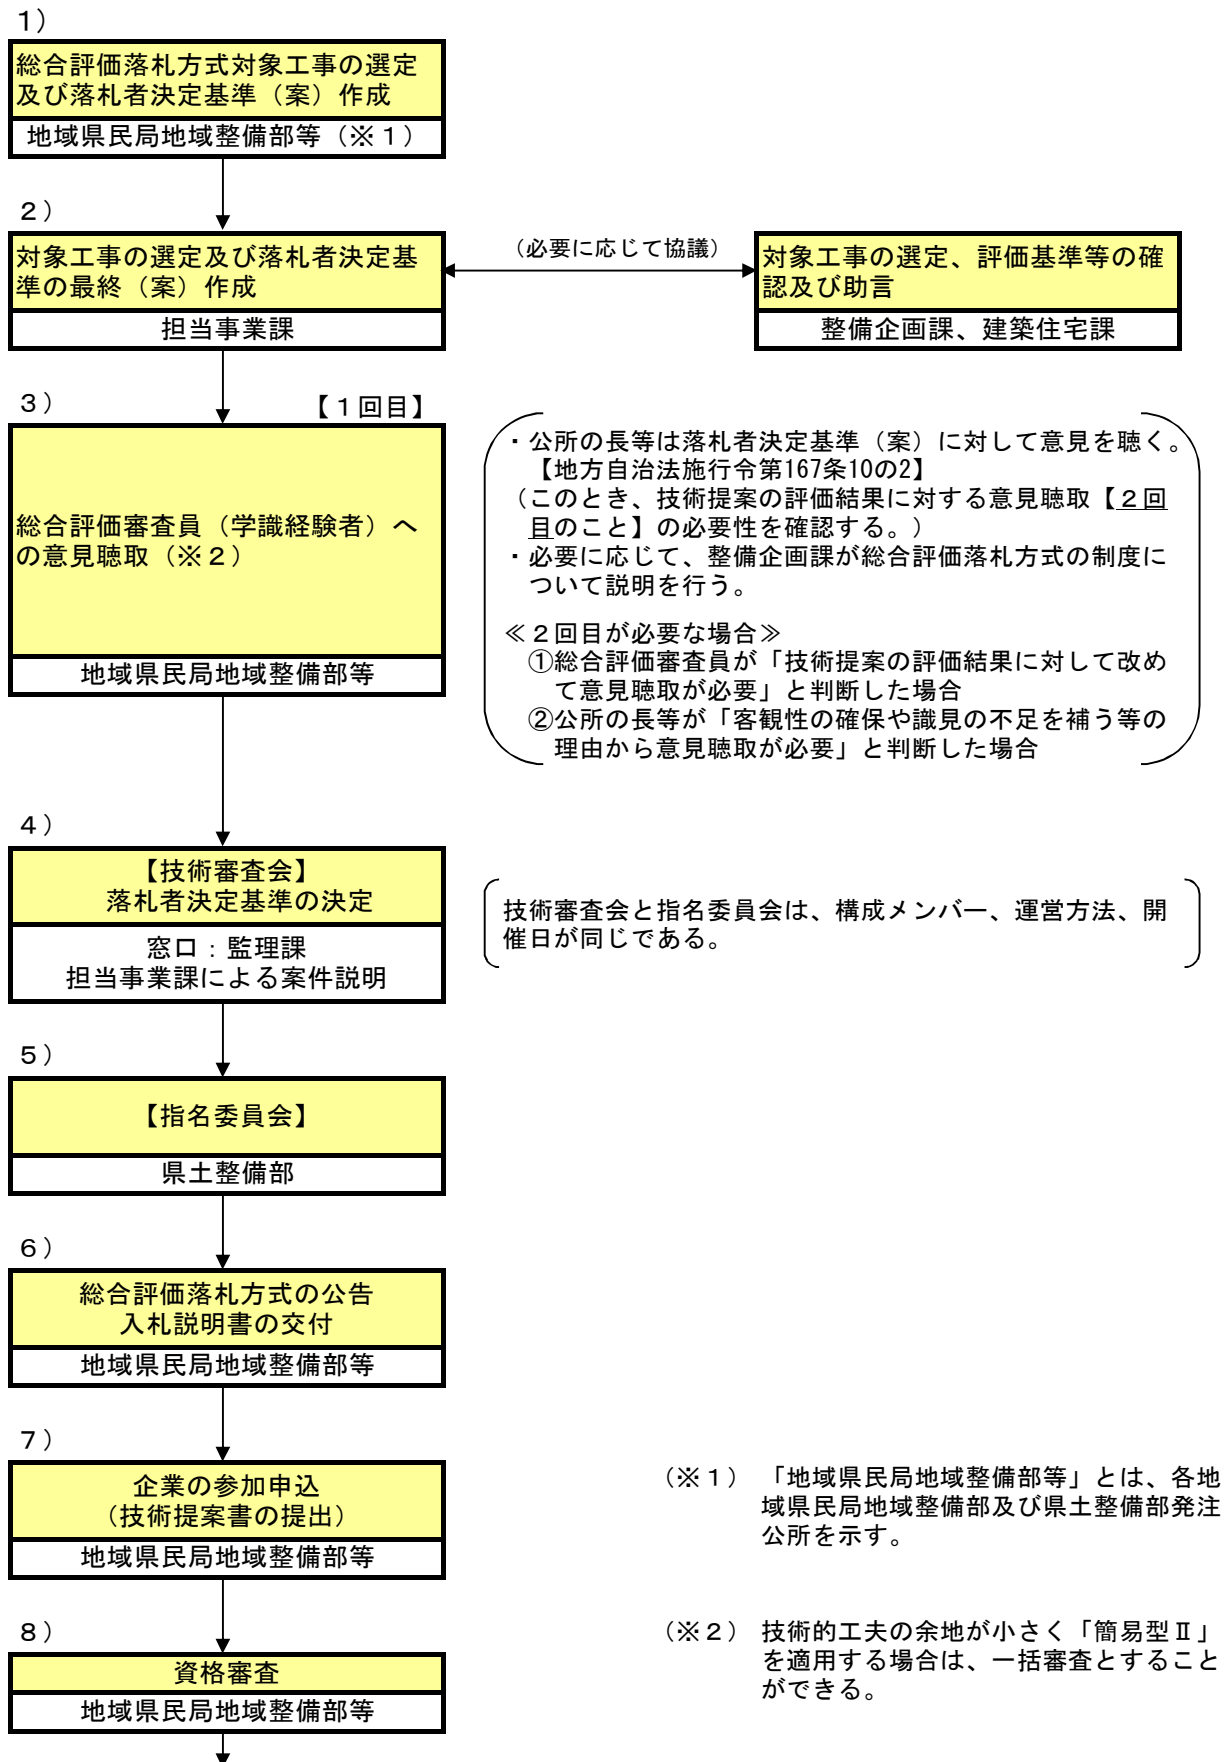 1）
総合評価落札方式対象工事の選定
及び落札者決定基準（案）作成
地域県民局地域整備部等（※１）
2）
対象工事の選定及び落札者決定基
準の最終（案）作成
担当事業課
（必要に応じて協議）
対象工事の選定、評価基準等の確
認及び助言
整備企画課、建築住宅課
3）
【１回目】
総合評価審査員（学識経験者）へ
の意見聴取（※２）
地域県民局地域整備部等
・公所の長等は落札者決定基準（案）に対して意見を聴く。
【地方自治法施行令第167条10の2】
（このとき、技術提案の評価結果に対する意見聴取【２回
目のこと】の必要性を確認する。）
・必要に応じて、整備企画課が総合評価落札方式の制度に
ついて説明を行う。
≪２回目が必要な場合≫
①総合評価審査員が「技術提案の評価結果に対して改め
て意見聴取が必要」と判断した場合
②公所の長等が「客観性の確保や識見の不足を補う等の
理由から意見聴取が必要」と判断した場合
4）
【技術審査会】
落札者決定基準の決定
窓口：監理課
担当事業課による案件説明
技術審査会と指名委員会は、構成メンバー、運営方法、開
催日が同じである。
5）
【指名委員会】
県土整備部
6）
総合評価落札方式の公告
入札説明書の交付
地域県民局地域整備部等
7）
企業の参加申込
（技術提案書の提出）
地域県民局地域整備部等
（※１）　「地域県民局地域整備部等」とは、各地
域県民局地域整備部及び県土整備部発注
公所を示す。
8）
資格審査
地域県民局地域整備部等
（※２）　技術的工夫の余地が小さく「簡易型Ⅱ」
を適用する場合は、一括審査とすること
ができる。